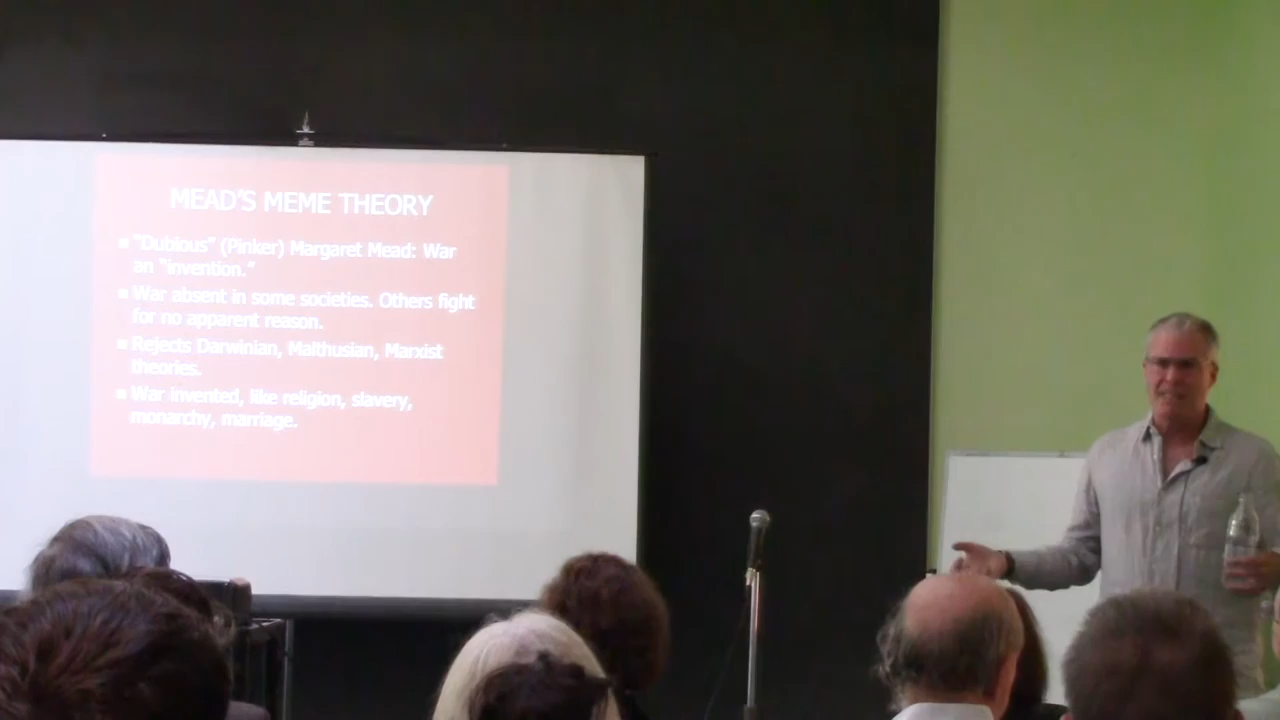 MEAD'S MEME THEORY
▪ "Dubious" (Pinker) Margaret Mead: War
an "invention."
▪ War absent in some societies. Others fight
for no apparent reason.
▪ Rejects Darwinian, Malthusian, Marxist
theories.
▪ War invented, like religion, slavery,
monarchy, marriage.